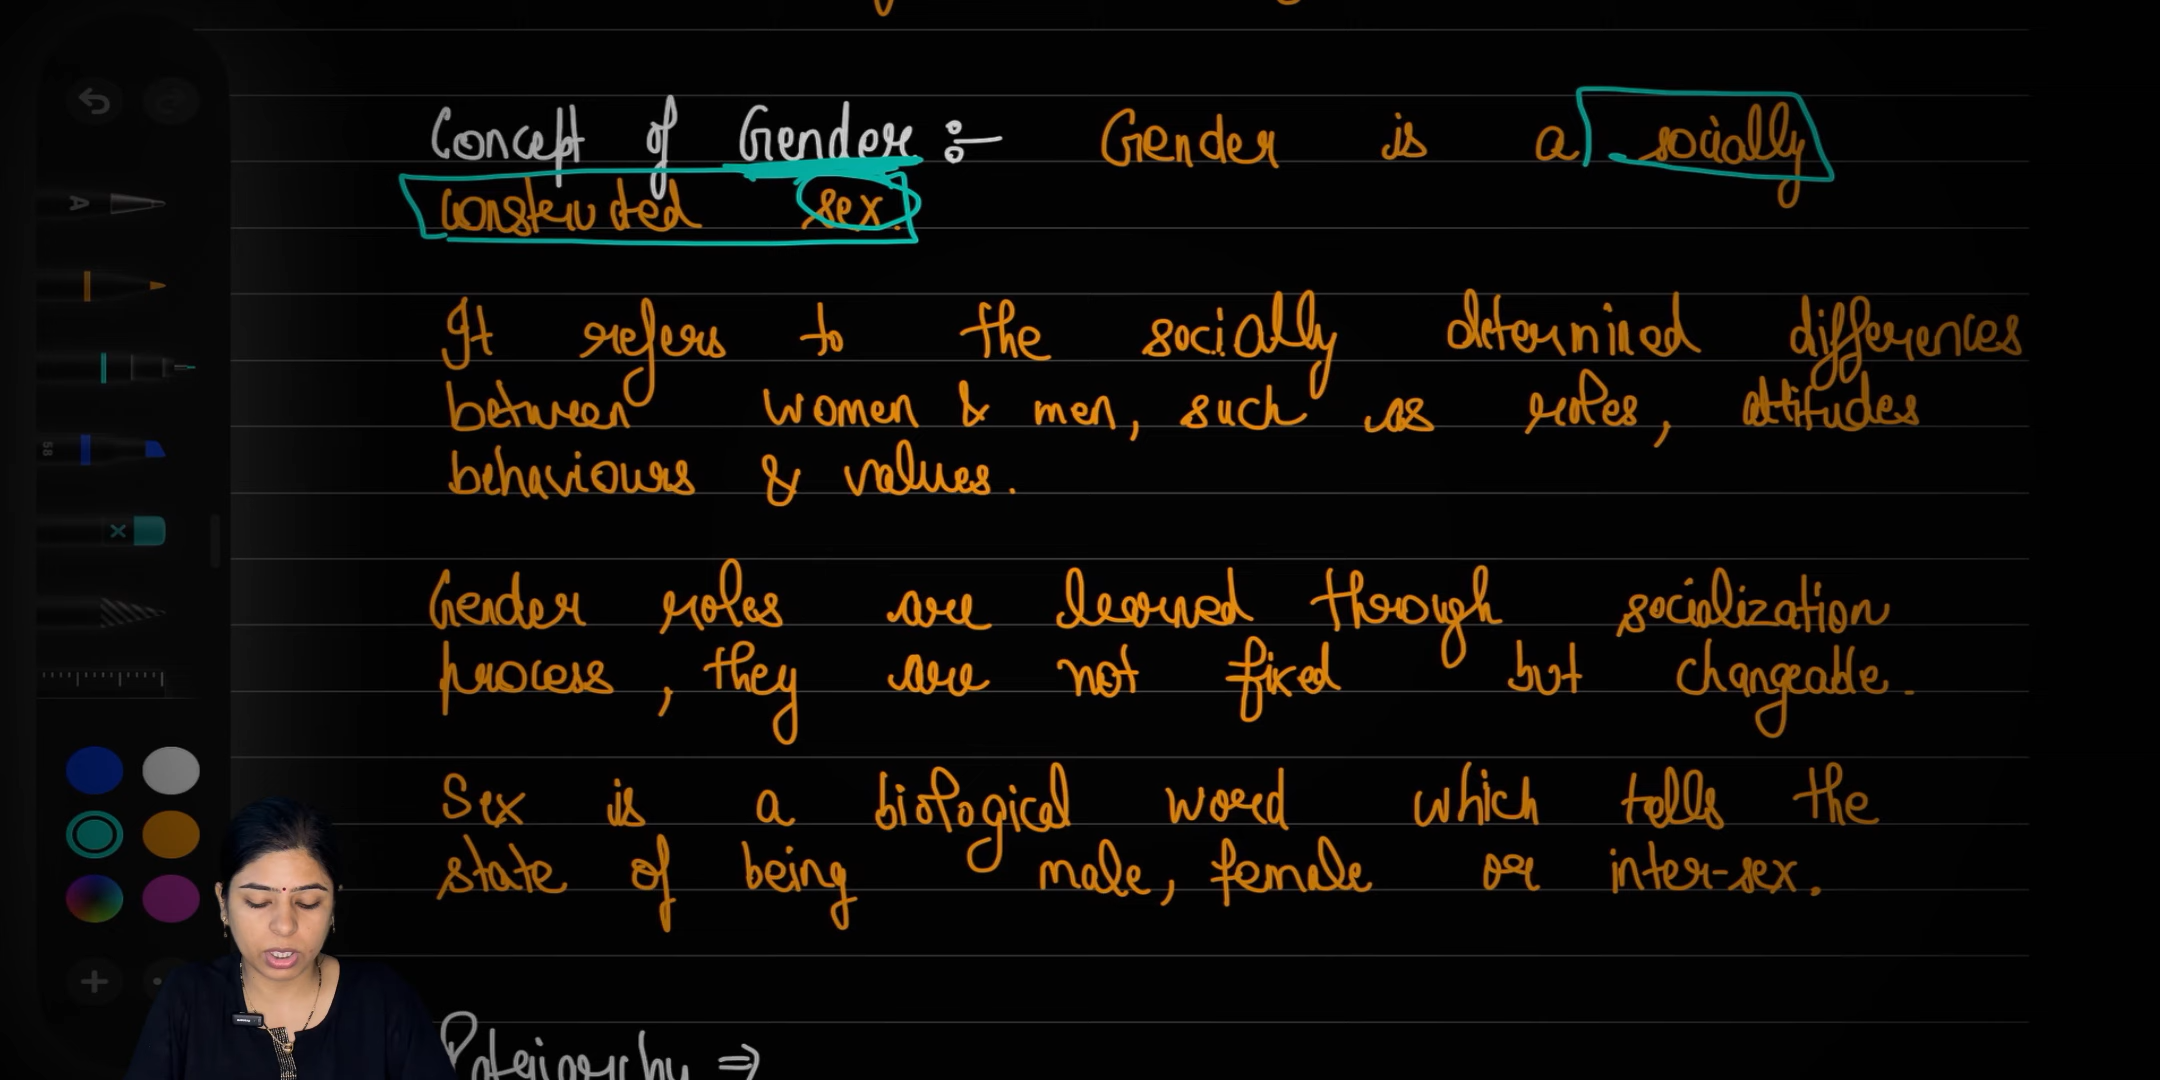 Concept of Gender :- Gender is a socially
constructed sex.
It refers to the socially determined differences
between women & men, such as roles, attitudes
behaviours & values.
Gender roles are learned through socialization
process, they are not fixed but changeable.
Sex is a biological word which tells the
state of being male, female or inter-sex.
Patriarchy ⇒